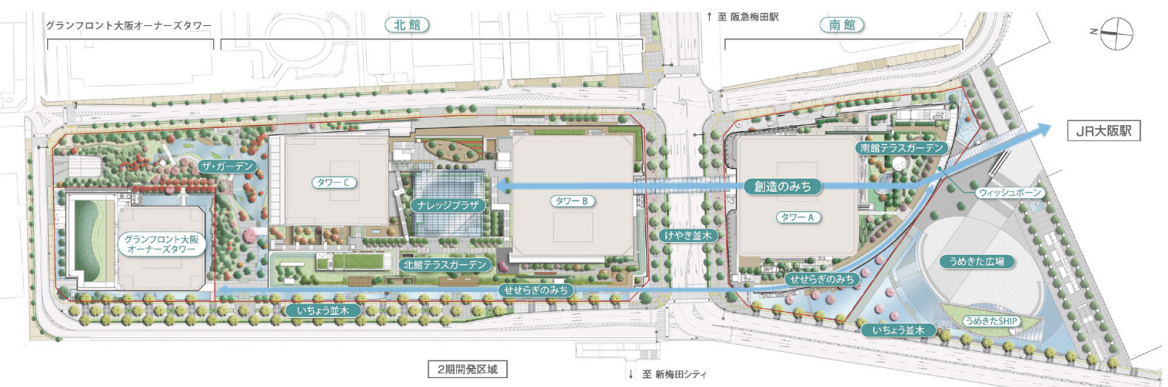 グランフロント大阪オーナーズタワー
北館
↑ 至 阪急梅田駅
南館
N
JR大阪駅
ザ・ガーデン
タワー C
ナレッジプラザ
タワー B
創造のみち
タワー A
南館テラスガーデン
ウィッシュボーン
グランフロント大阪
オーナーズタワー
けやき並木
北館テラスガーデン
うめきた広場
せせらぎのみち
せせらぎのみち
いちょう並木
いちょう並木
うめきたSHIP
2期開発区域
↓ 至 新梅田シティ